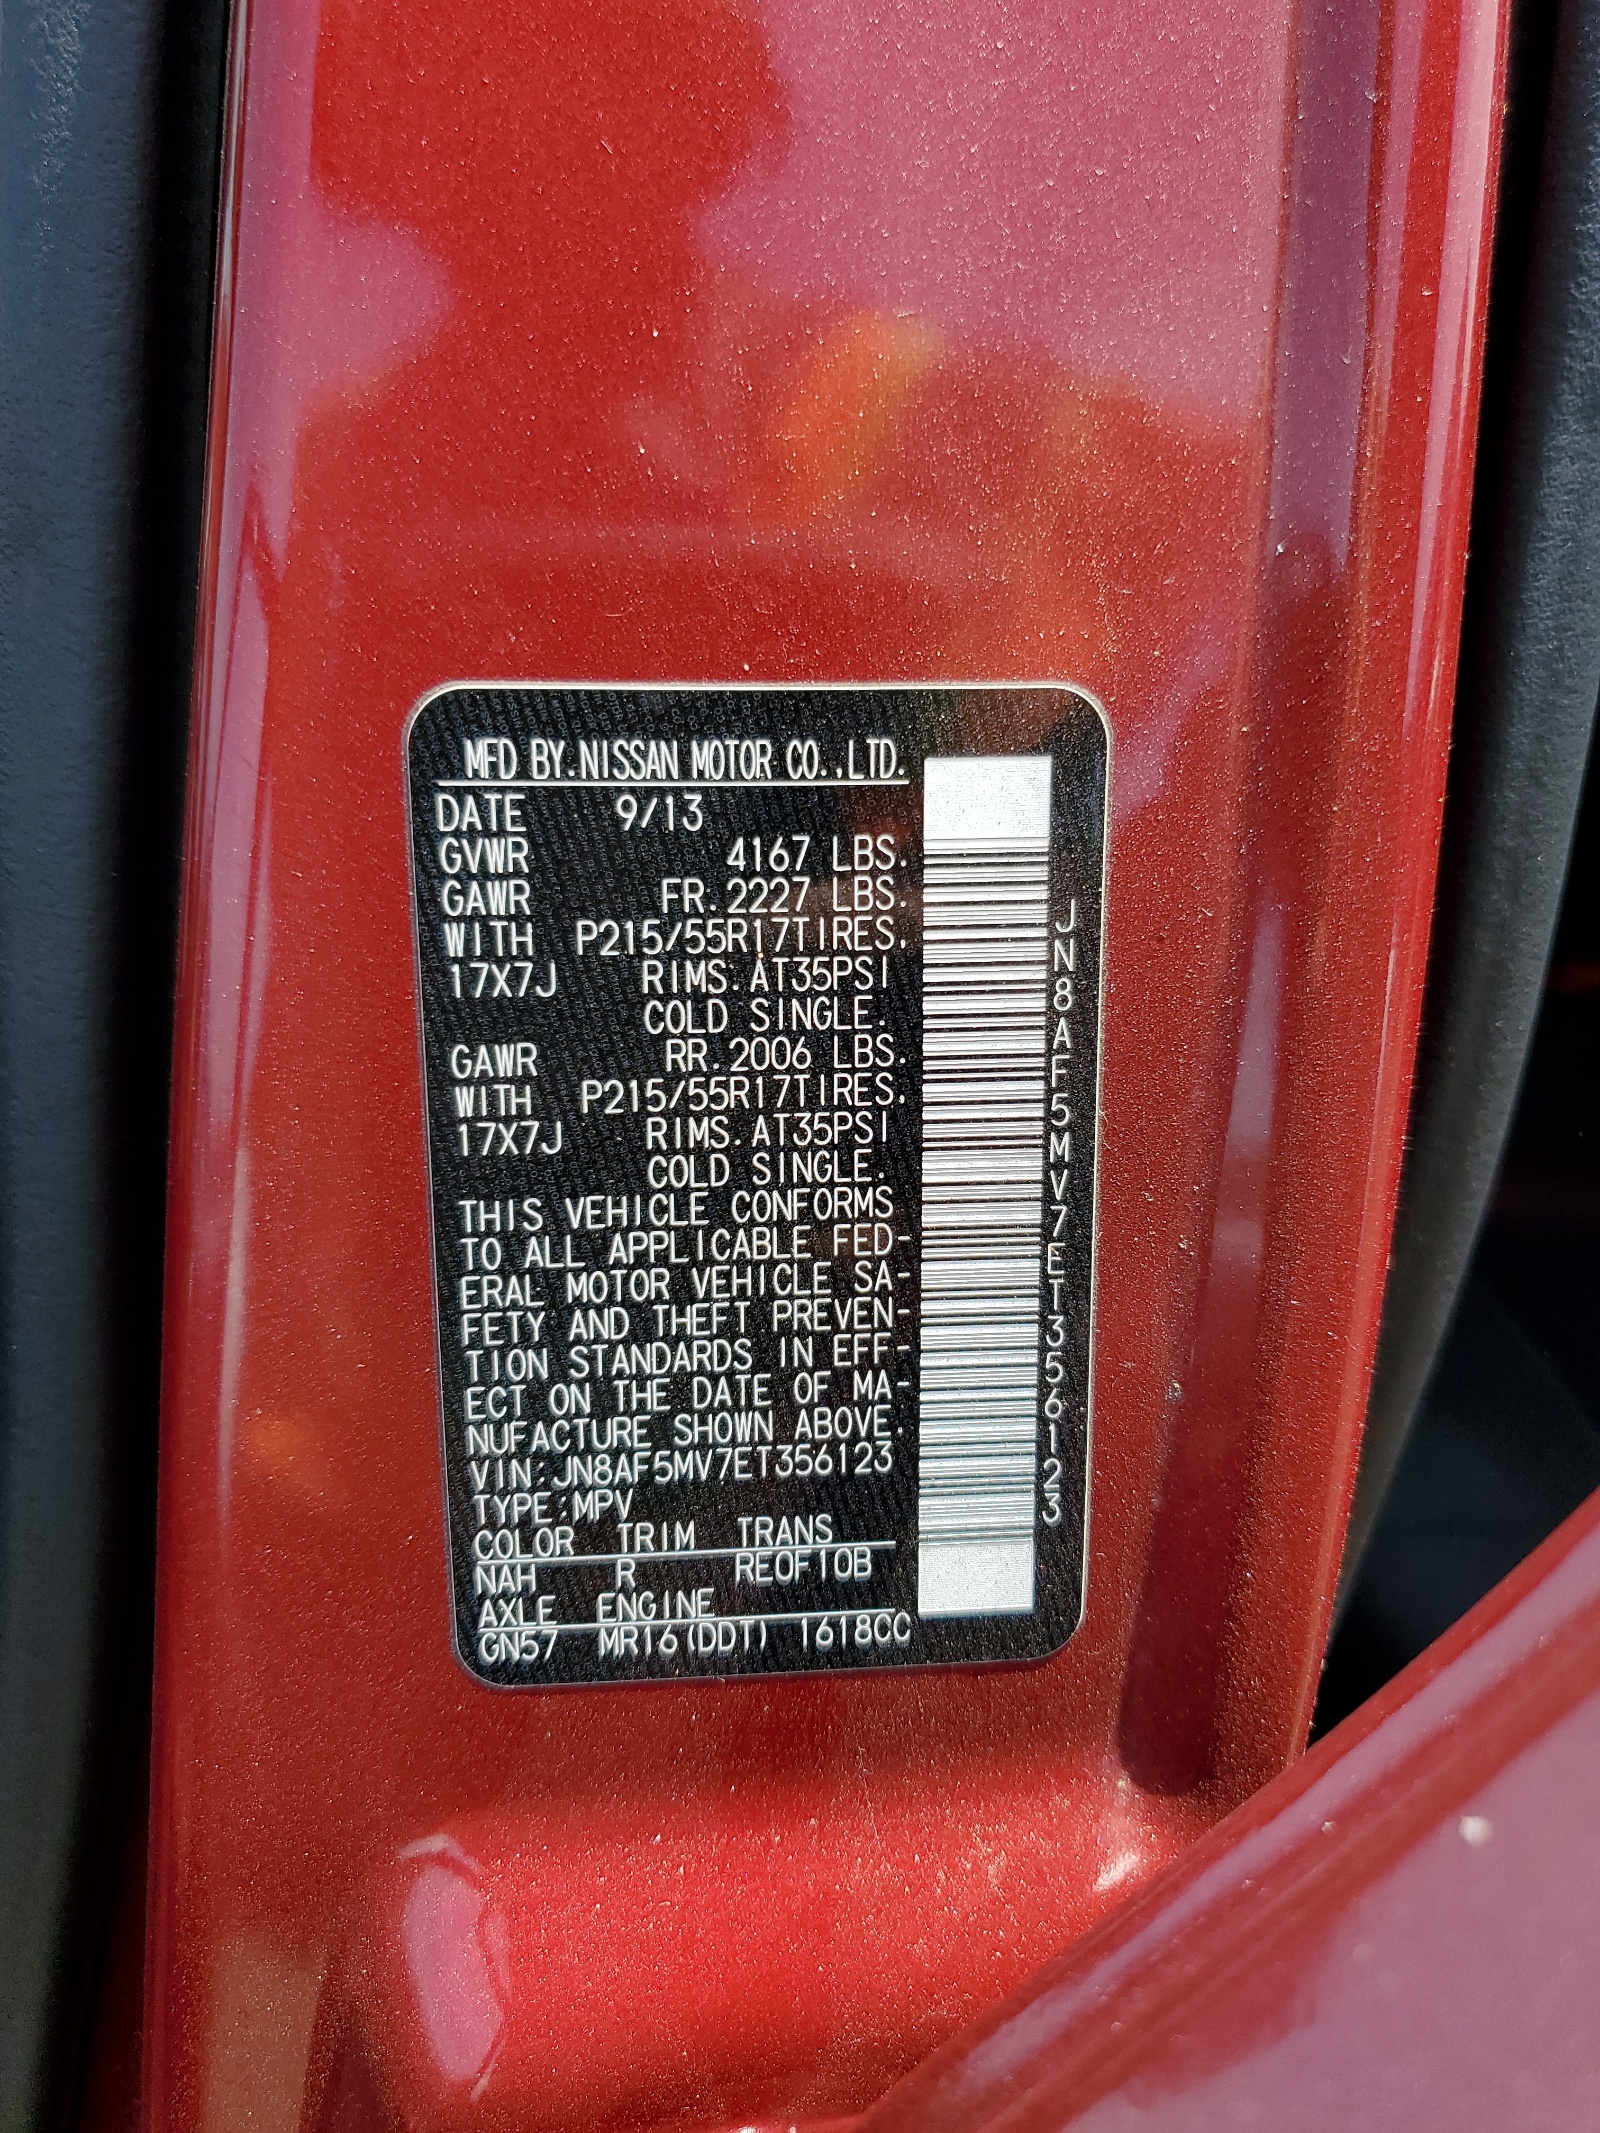 MFD BY.NISSAN MOTOR CO.,LTD.
DATE 9/13
GVWR 4167 LBS.
GAWR FR.2227 LBS.
WITH P215/55R17TIRES.
17X7J RIMS.AT35PSI
COLD SINGLE.
GAWR RR.2006 LBS.
WITH P215/55R17TIRES.
17X7J RIMS.AT35PSI
COLD SINGLE.
THIS VEHICLE CONFORMS
TO ALL APPLICABLE FED-
ERAL MOTOR VEHICLE SA-
FETY AND THEFT PREVEN-
TION STANDARDS IN EFF-
ECT ON THE DATE OF MA-
NUFACTURE SHOWN ABOVE.
VIN:JN8AF5MV7ET356123
TYPE:MPV
COLOR TRIM TRANS
NAH R RE0F10B
AXLE ENGINE
GN57 MR16(DDT) 1618CC
JN8AF5MV7ET356123